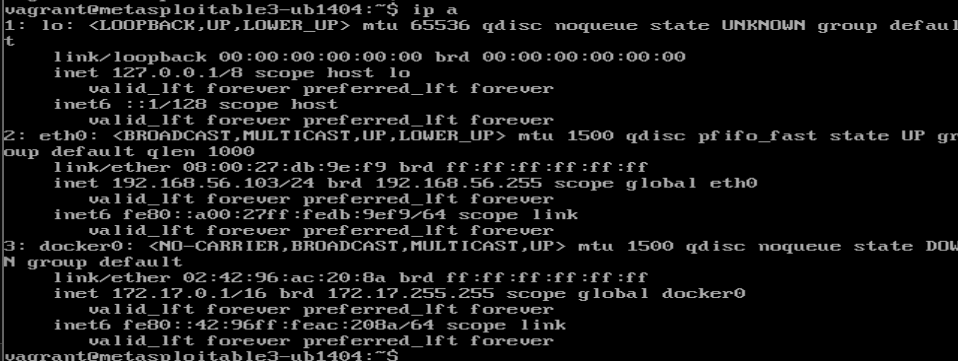 vagrant@metasploitable3-ub1404:~$ ip a
1: lo: <LOOPBACK,UP,LOWER_UP> mtu 65536 qdisc noqueue state UNKNOWN group defaul
t
    link/loopback 00:00:00:00:00:00 brd 00:00:00:00:00:00
    inet 127.0.0.1/8 scope host lo
       valid_lft forever preferred_lft forever
    inet6 ::1/128 scope host
       valid_lft forever preferred_lft forever
2: eth0: <BROADCAST,MULTICAST,UP,LOWER_UP> mtu 1500 qdisc pfifo_fast state UP gr
oup default qlen 1000
    link/ether 08:00:27:db:9e:f9 brd ff:ff:ff:ff:ff:ff
    inet 192.168.56.103/24 brd 192.168.56.255 scope global eth0
       valid_lft forever preferred_lft forever
    inet6 fe80::a00:27ff:fedb:9ef9/64 scope link
       valid_lft forever preferred_lft forever
3: docker0: <NO-CARRIER,BROADCAST,MULTICAST,UP> mtu 1500 qdisc noqueue state DOW
N group default
    link/ether 02:42:96:ac:20:8a brd ff:ff:ff:ff:ff:ff
    inet 172.17.0.1/16 brd 172.17.255.255 scope global docker0
       valid_lft forever preferred_lft forever
    inet6 fe80::42:96ff:feac:208a/64 scope link
       valid_lft forever preferred_lft forever
vagrant@metasploitable3-ub1404:~$